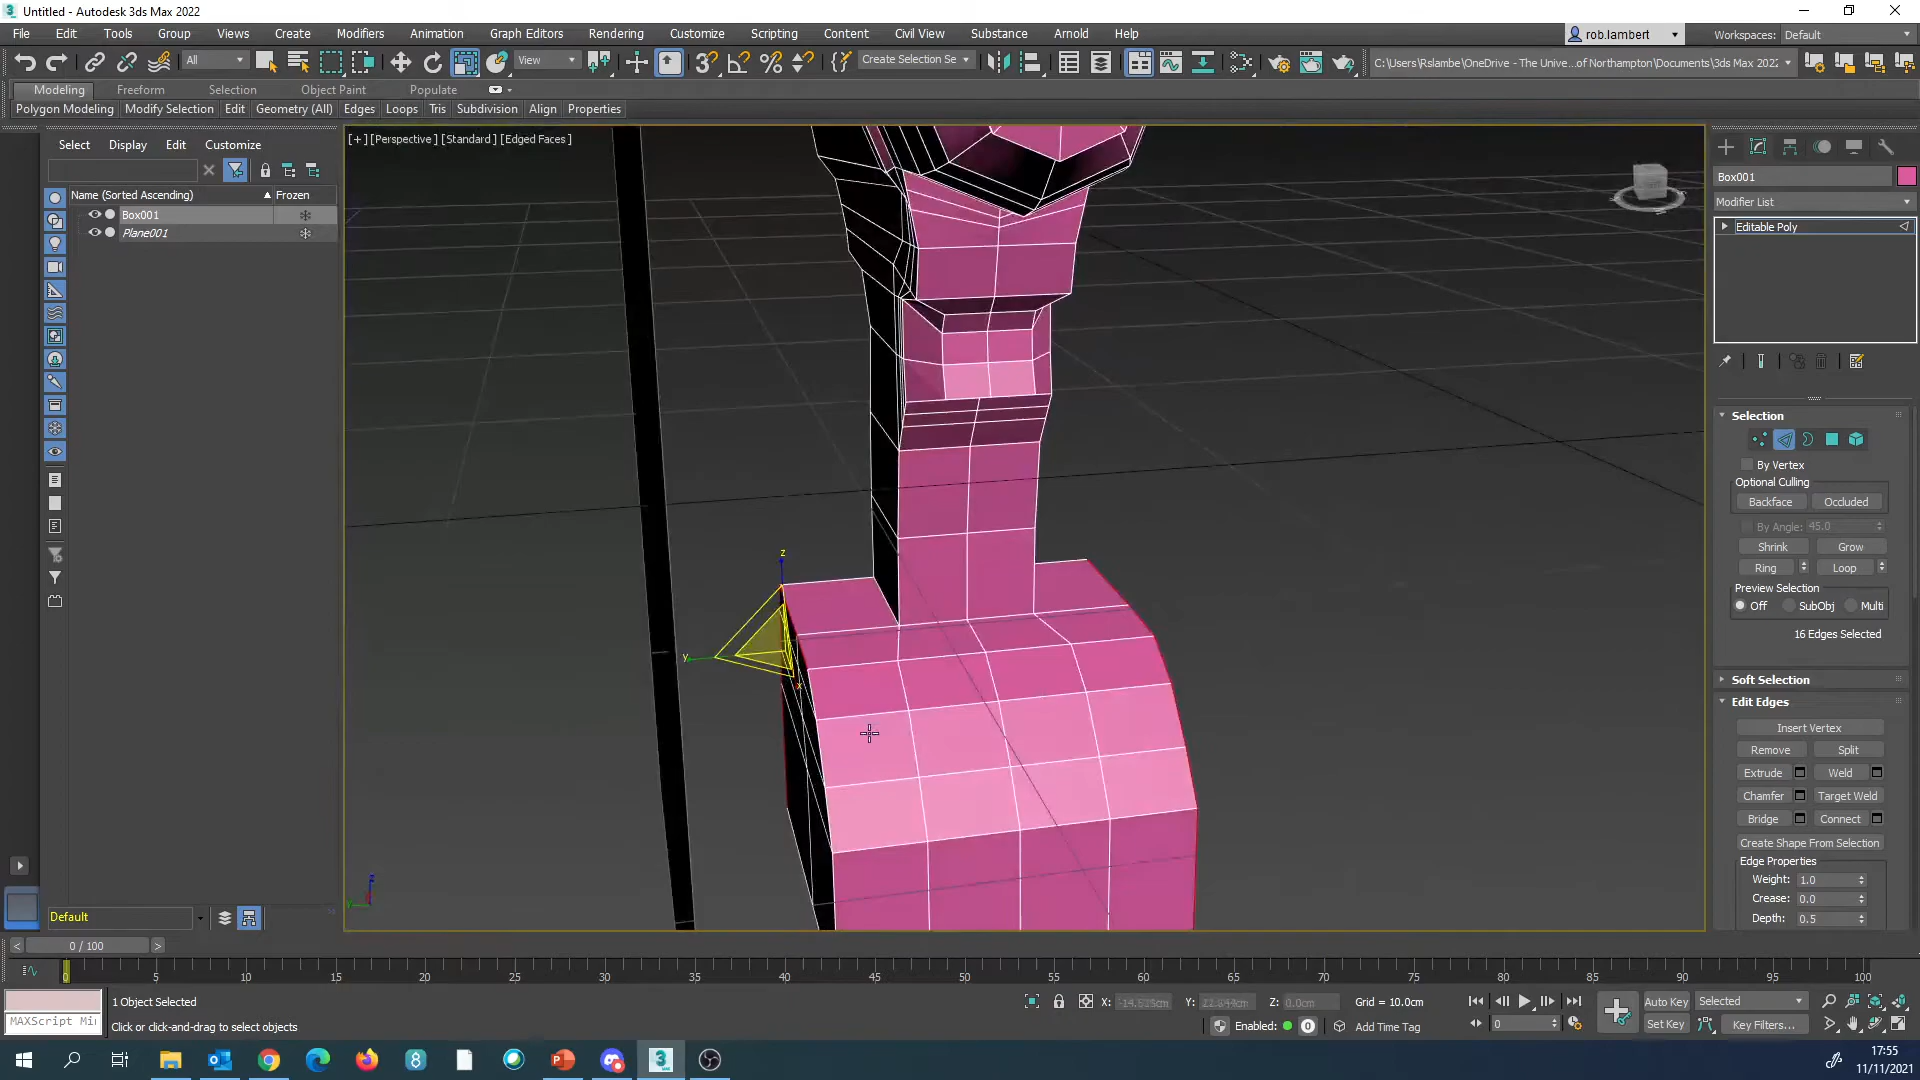 Untitled - Autodesk 3ds Max 2022
File Edit Tools Group Views Create Modifiers Animation Graph Editors Rendering Customize Scripting Civil View Content Substance Arnold Help
rob.lambert
Workspaces: Default
All
View
Create Selection Se
C:\Users\Rslambe\OneDrive - The Unive...of Northampton\Documents\3ds Max 2022
Modeling Freeform Selection Object Paint Populate
Polygon Modeling Modify Selection Edit Geometry (All) Edges Loops Tris Subdivision Align Properties
Select Display Edit Customize
Name (Sorted Ascending) Frozen
Box001
Plane001
Default
[+] [Perspective ] [Standard ] [Edged Faces ]
z
y
x
Box001
Modifier List
Editable Poly
Selection
By Vertex
Optional Culling
Backface Occluded
By Angle: 45.0
Shrink Grow
Ring Loop
Preview Selection
Off SubObj Multi
16 Edges Selected
Soft Selection
Edit Edges
Insert Vertex
Remove Split
Extrude Weld
Chamfer Target Weld
Bridge Connect
Create Shape From Selection
Edge Properties
Weight: 1.0
Crease: 0.0
Depth: 0.5
< 0 / 100 >
0 5 10 15 20 25 30 35 40 45 50 55 60 65 70 75 80 85 90 95 100
1 Object Selected
X: Y: Z: 0.0cm Grid = 10.0cm
Auto Key Selected
MAXScript Mi
Click or click-and-drag to select objects
Enabled: 0 Add Time Tag
0
Set Key Key Filters...
17:55
11/11/2021